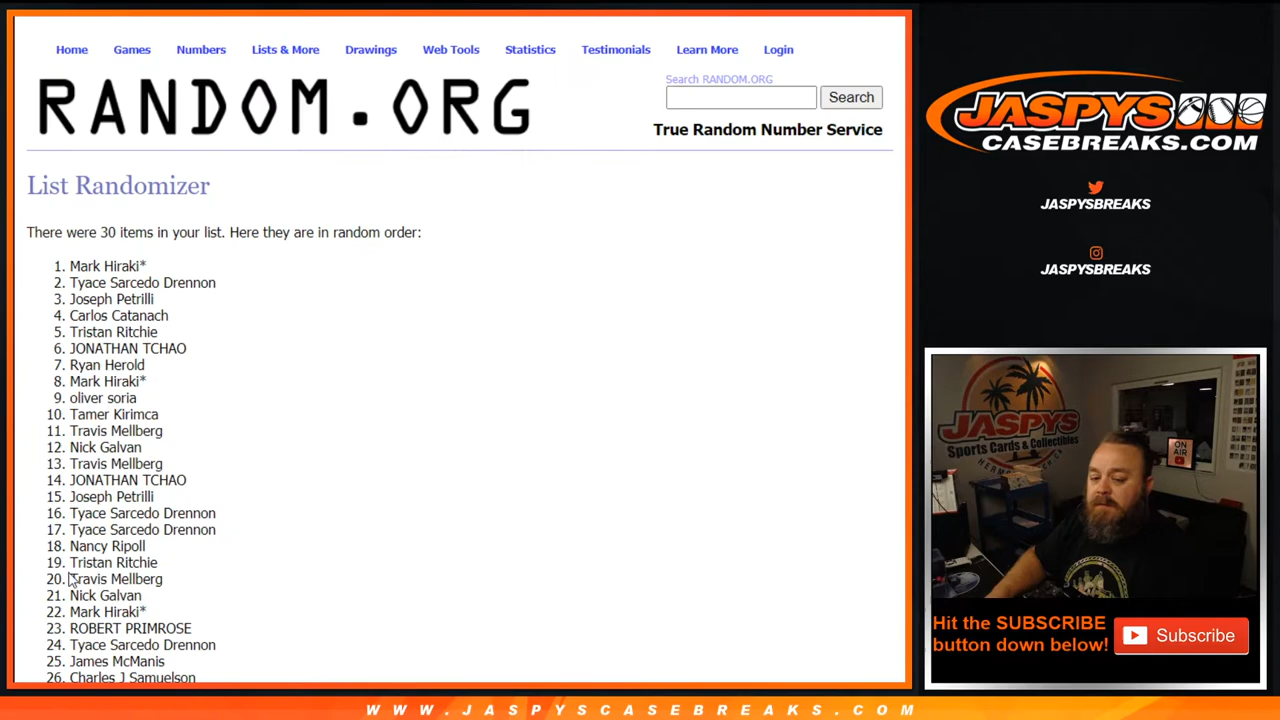 Home Games Numbers Lists & More Drawings Web Tools Statistics Testimonials Learn More Login
RANDOM.ORG
Search RANDOM.ORG
Search
True Random Number Service
List Randomizer
There were 30 items in your list. Here they are in random order:
1. Mark Hiraki*
2. Tyace Sarcedo Drennon
3. Joseph Petrilli
4. Carlos Catanach
5. Tristan Ritchie
6. JONATHAN TCHAO
7. Ryan Herold
8. Mark Hiraki*
9. oliver soria
10. Tamer Kirimca
11. Travis Mellberg
12. Nick Galvan
13. Travis Mellberg
14. JONATHAN TCHAO
15. Joseph Petrilli
16. Tyace Sarcedo Drennon
17. Tyace Sarcedo Drennon
18. Nancy Ripoll
19. Tristan Ritchie
20. Travis Mellberg
21. Nick Galvan
22. Mark Hiraki*
23. ROBERT PRIMROSE
24. Tyace Sarcedo Drennon
25. James McManis
26. Charles J Samuelson
JASPYS
CASEBREAKS.COM
JASPYSBREAKS
JASPYSBREAKS
JASPYS
Sports Cards & Collectibles
ON
AIR
Hit the SUBSCRIBE
button down below!
Subscribe
WWW.JASPYSCASEBREAKS.COM